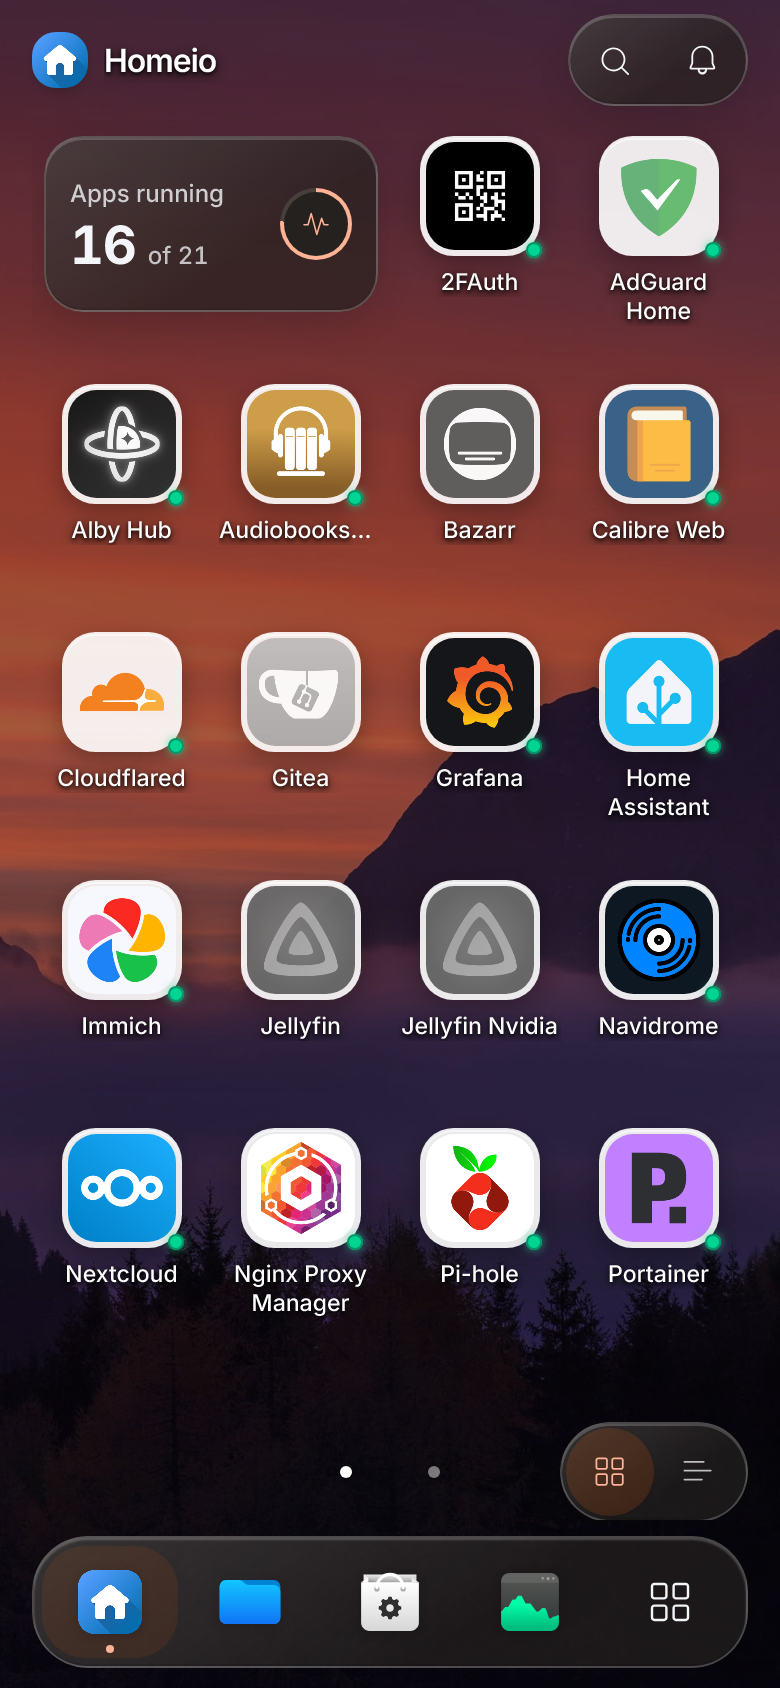 Homeio
Apps running
16 of 21
2FAuth
AdGuard
Home
Alby Hub
Audiobooks...
Bazarr
Calibre Web
Cloudflared
Gitea
Grafana
Home
Assistant
Immich
Jellyfin
Jellyfin Nvidia
Navidrome
P.
Nextcloud
Nginx Proxy
Manager
Pi-hole
Portainer